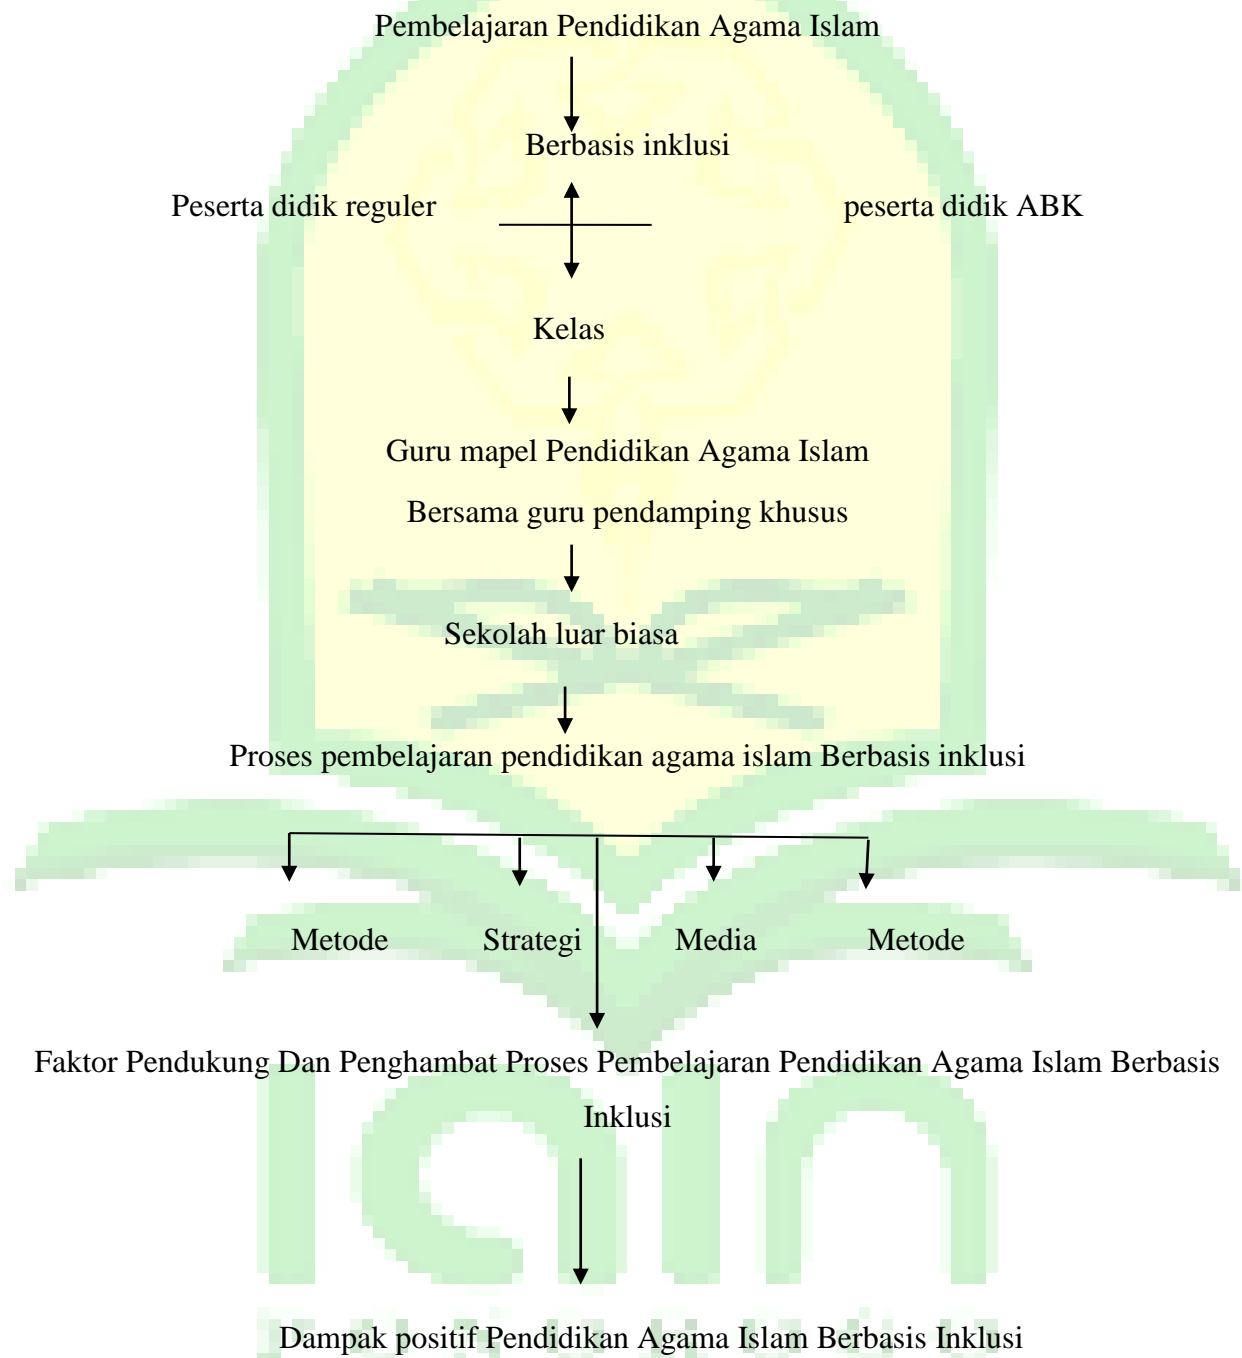 Pembelajaran Pendidikan Agama Islam
Berbasis inklusi
Peserta didik reguler peserta didik ABK
Kelas
Guru mapel Pendidikan Agama Islam
Bersama guru pendamping khusus
Sekolah luar biasa
Proses pembelajaran pendidikan agama islam Berbasis inklusi
Metode Strategi Media Metode
Faktor Pendukung Dan Penghambat Proses Pembelajaran Pendidikan Agama Islam Berbasis
Inklusi
iain
Dampak positif Pendidikan Agama Islam Berbasis Inklusi